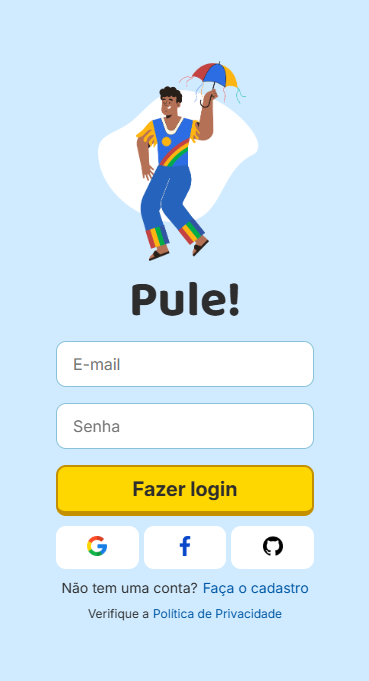 Pule!
E-mail
Senha
Fazer login
Não tem uma conta? Faça o cadastro
Verifique a Política de Privacidade